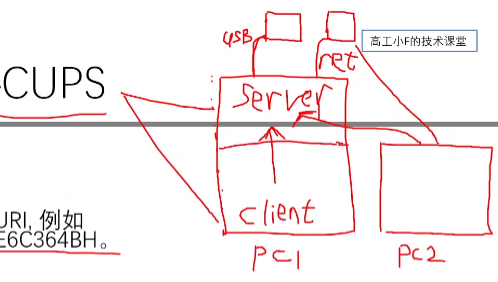 USB
高工小F的技术课堂
net
CUPS
Server
client
URI, 例如
E6C364BH。
PC1
PC2